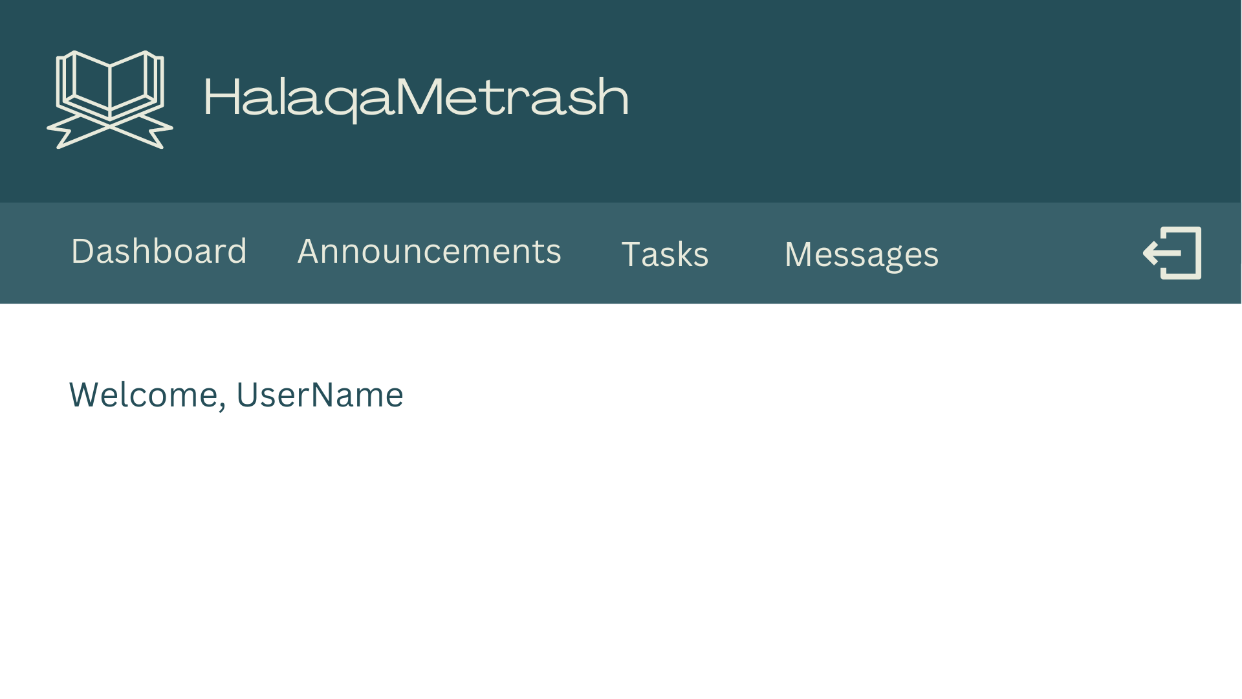 HalaqaMetrash
Dashboard Announcements Tasks Messages
Welcome, UserName